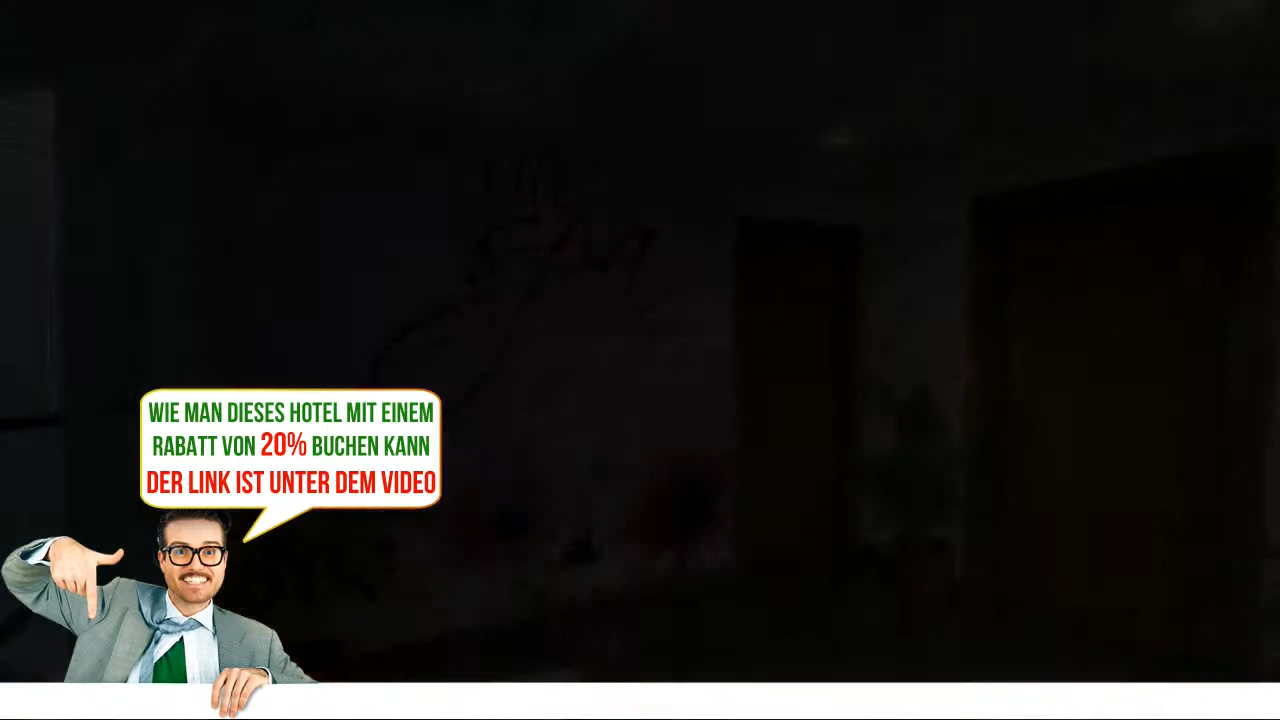 WIE MAN DIESES HOTEL MIT EINEM
RABATT VON 20% BUCHEN KANN
DER LINK IST UNTER DEM VIDEO